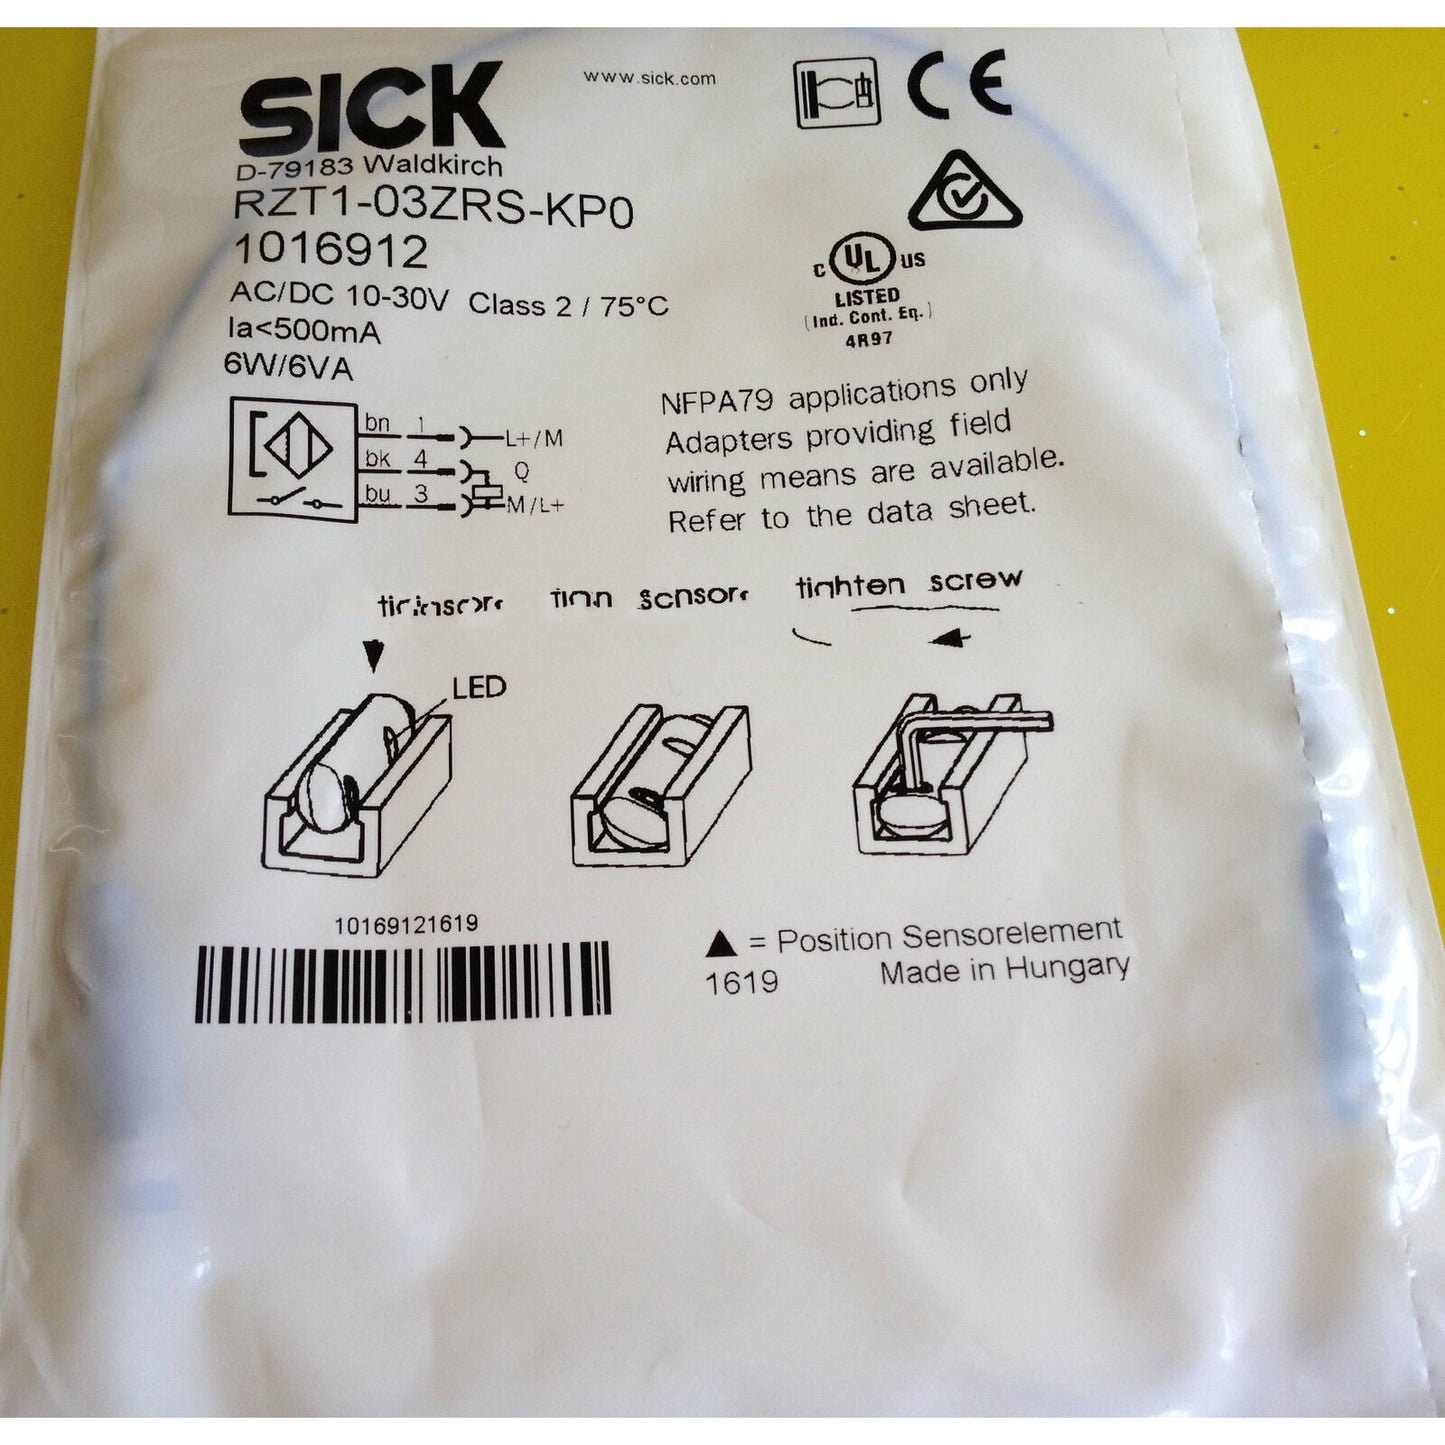 SICK
www.sick.com
CE
D-79183 Waldkirch
RZT1-03ZRS-KP0
1016912
AC/DC 10-30V Class 2 / 75°C
Ia<500mA
6W/6VA
C UL US
LISTED
(Ind. Cont. Eq.)
4R97
NFPA79 applications only
Adapters providing field
wiring means are available.
Refer to the data sheet.
bn 1 L+/M
bk 4 Q
bu 3 M/L+
tighten screw
LED
10169121619
▲ = Position Sensorelement
1619 Made in Hungary